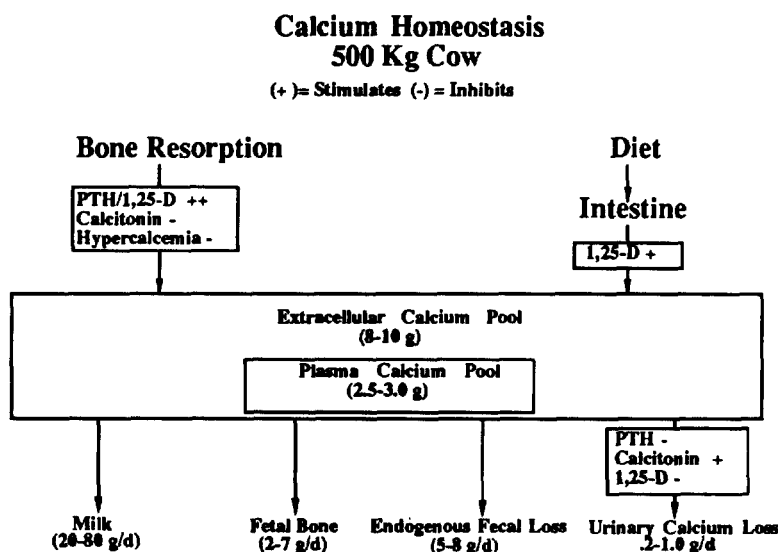 Calcium Homeostasis
500 Kg Cow
(+)= Stimulates (-) = Inhibits
Bone Resorption
Diet
PTH/1,25-D ++
Calcitonin -
Hypercalcemia -
Intestine
1,25-D +
Extracellular Calcium Pool
(8-10 g)
Plasma Calcium Pool
(2.5-3.0 g)
PTH -
Calcitonin +
1,25-D -
Milk
(20-80 g/d)
Fetal Bone
(2-7 g/d)
Endogenous Fecal Loss
(5-8 g/d)
Urinary Calcium Loss
.2-1.0 g/d